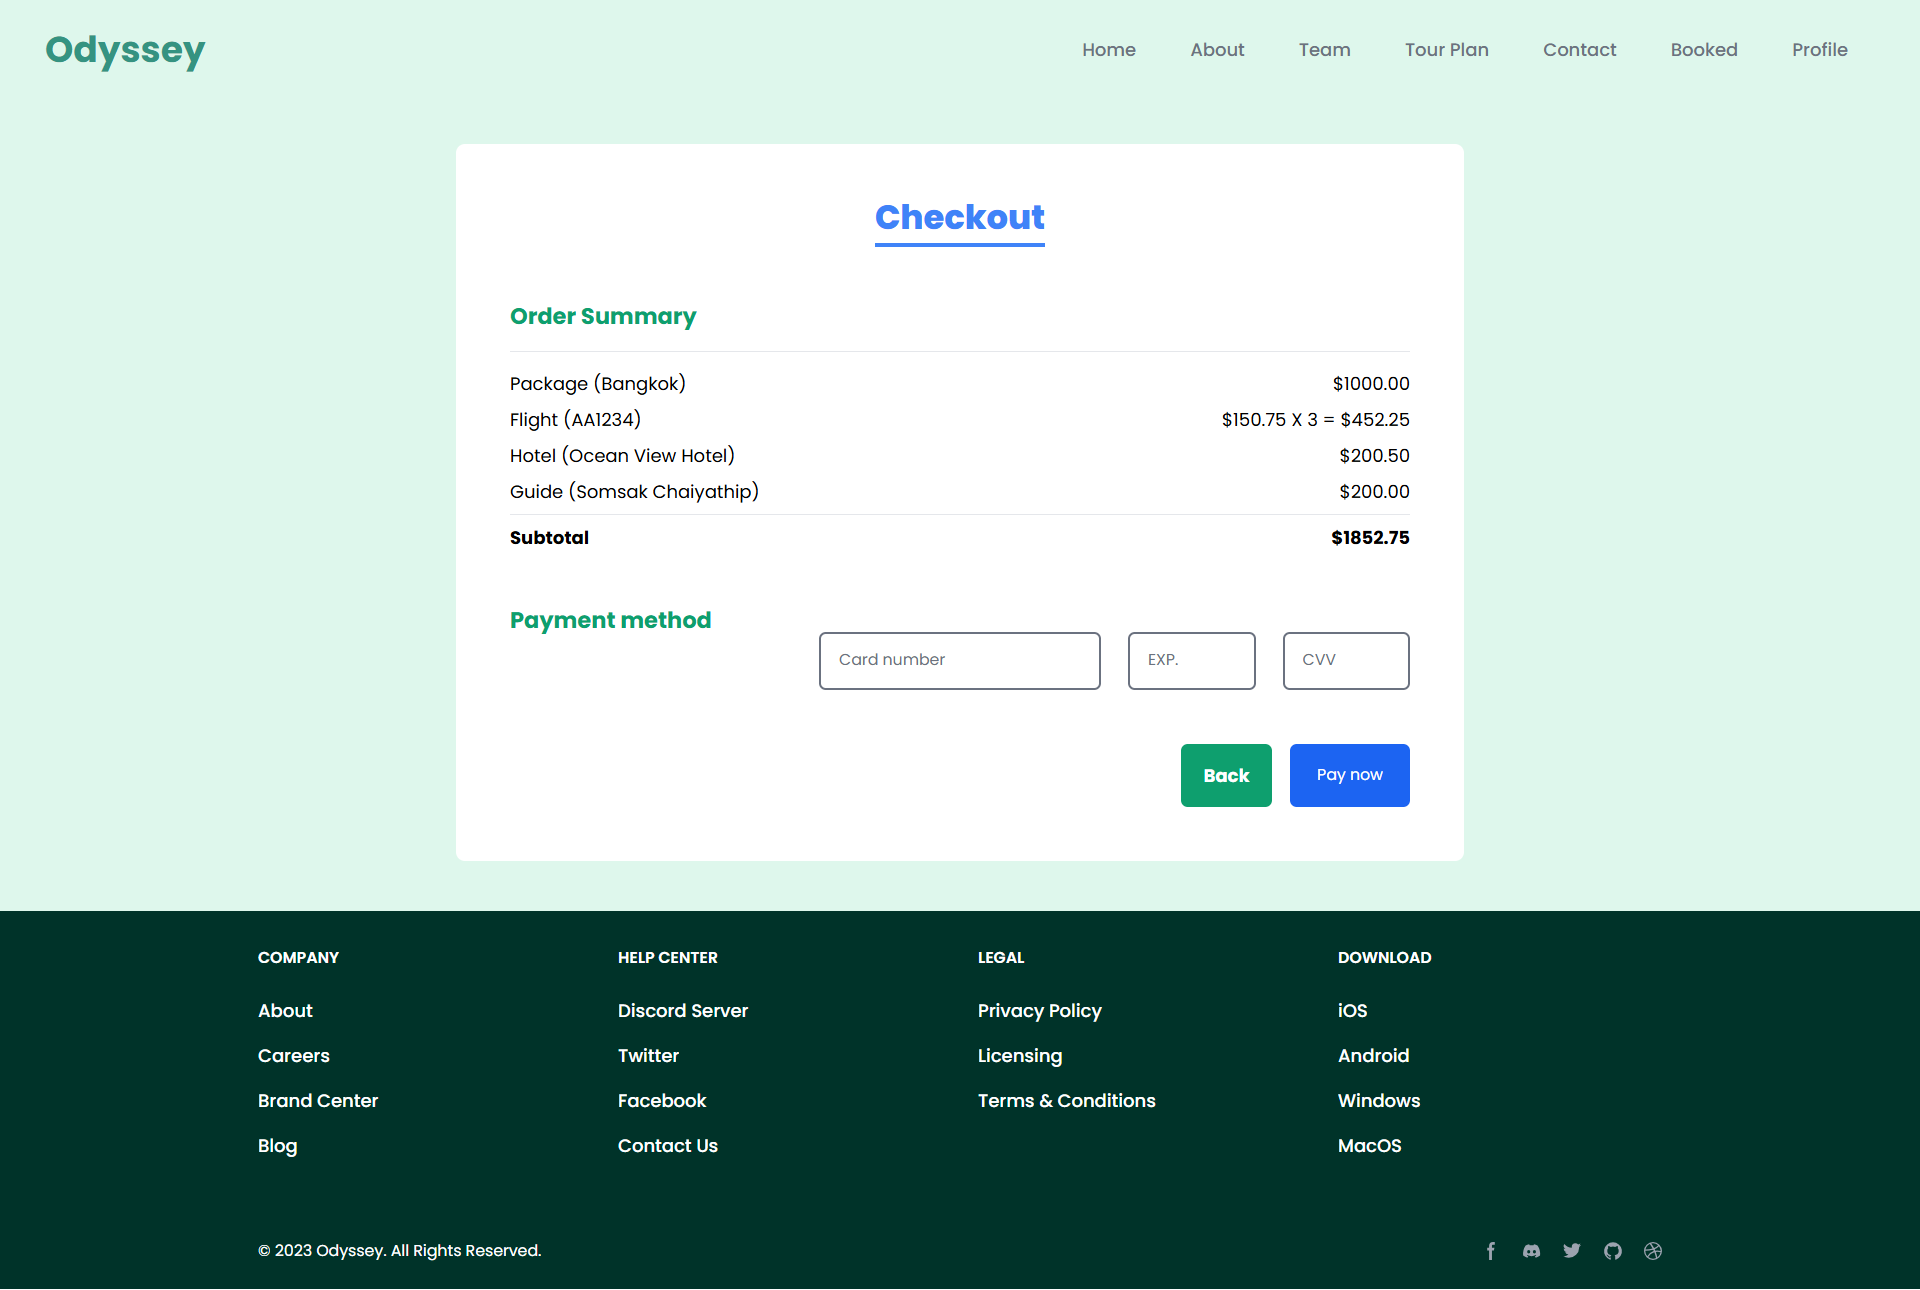 Odyssey
Home About Team Tour Plan Contact Booked Profile
Checkout
Order Summary
Package (Bangkok) $1000.00
Flight (AA1234) $150.75 X 3 = $452.25
Hotel (Ocean View Hotel) $200.50
Guide (Somsak Chaiyathip) $200.00
Subtotal $1852.75
Payment method
Card number EXP. CVV
Back Pay now
COMPANY HELP CENTER LEGAL DOWNLOAD
About Discord Server Privacy Policy iOS
Careers Twitter Licensing Android
Brand Center Facebook Terms & Conditions Windows
Blog Contact Us MacOS
© 2023 Odyssey. All Rights Reserved.